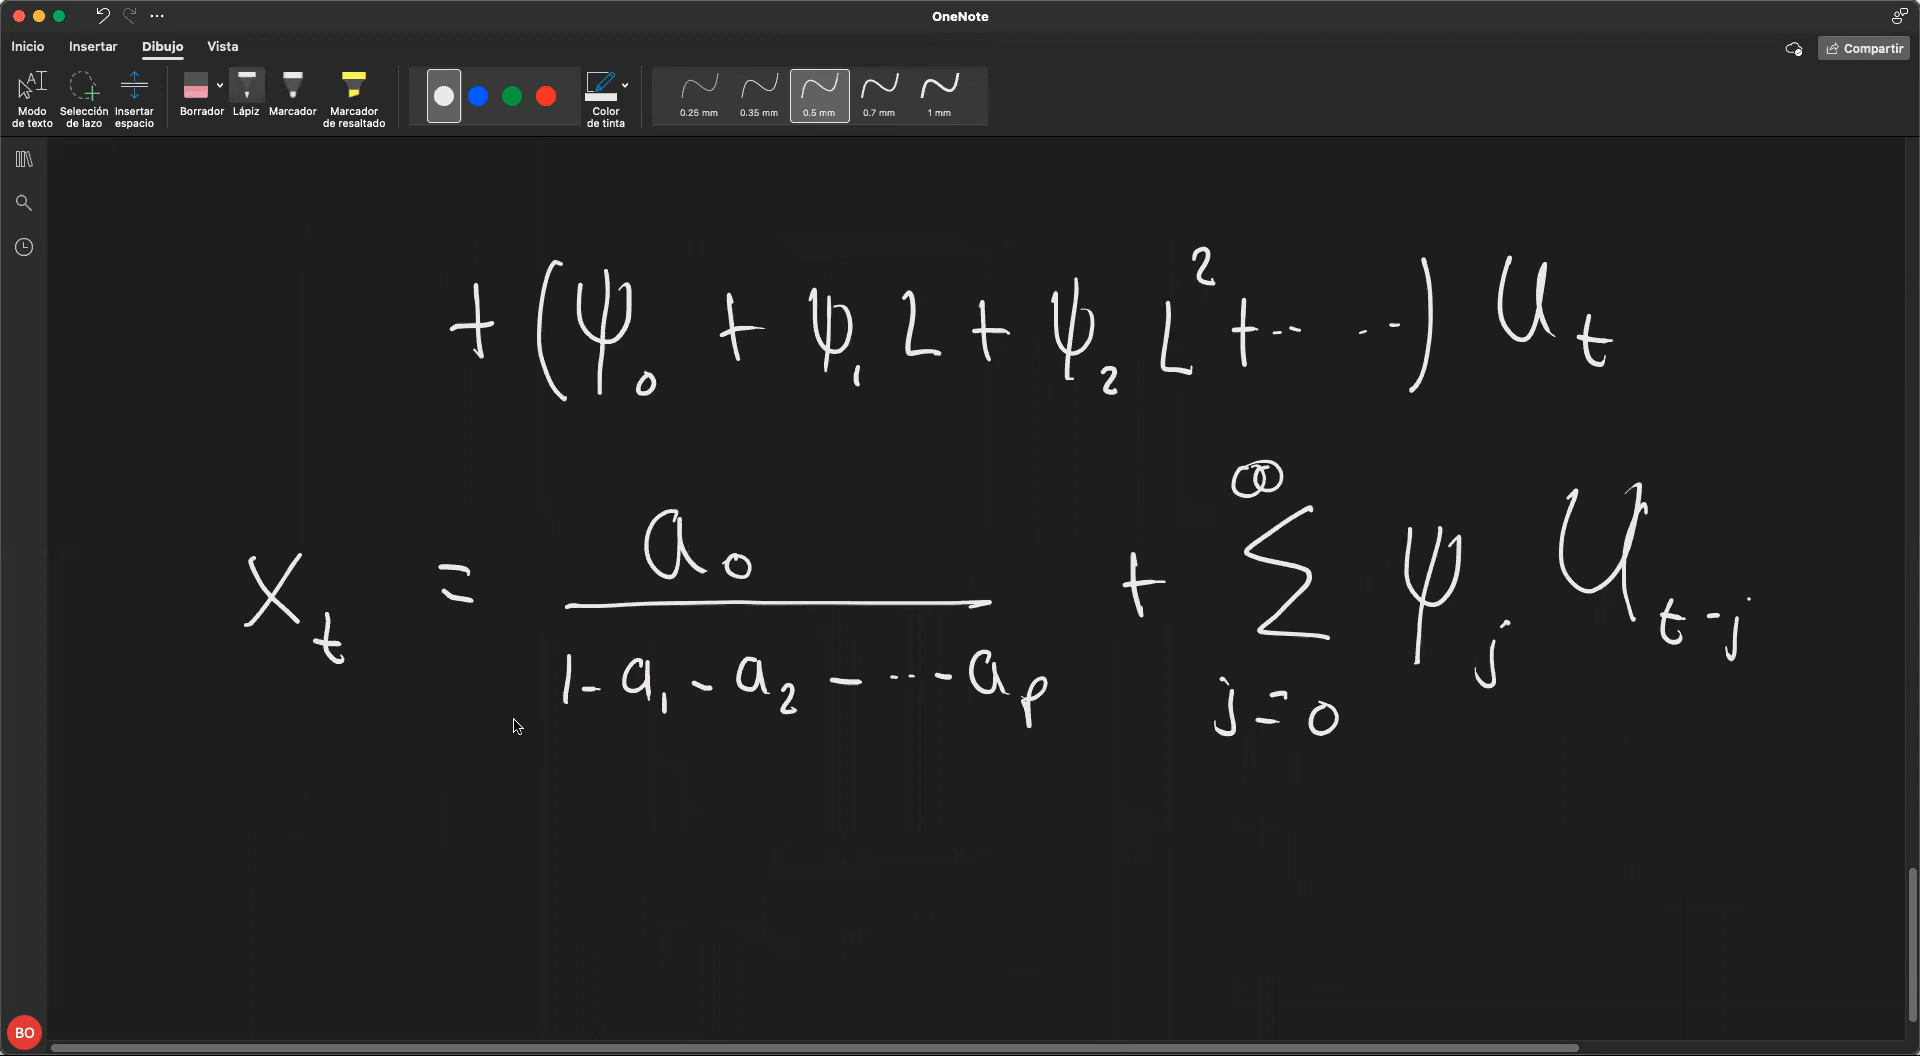 OneNote
Inicio Insertar Dibujo Vista
Compartir
Modo de texto
Selección de lazo
Insertar espacio
Borrador
Lápiz
Marcador
Marcador de resaltado
Color de tinta
0.25 mm
0.35 mm
0.5 mm
0.7 mm
1 mm
+ (ψ₀ + ψ₁ L + ψ₂ L² + ... ...) U_t
X_t = a₀ / (1 - a₁ - a₂ - ... - a_p) + ∑_{j=0}^{∞} ψ_j U_{t-j}
BO